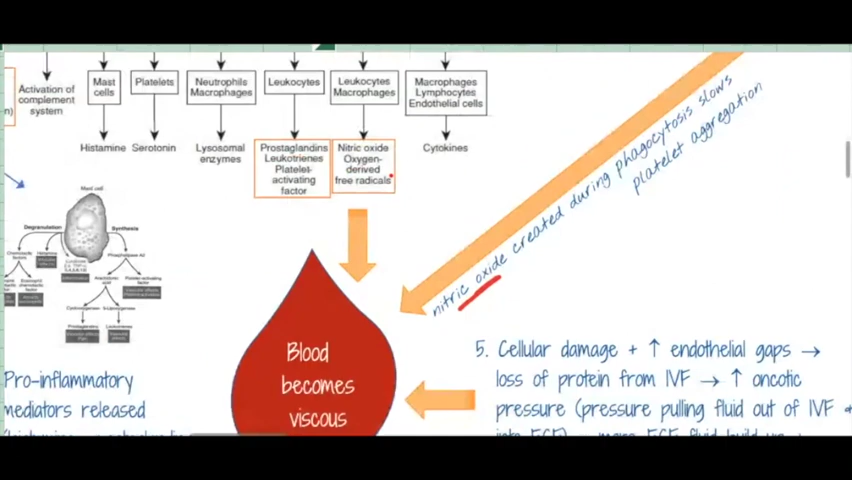 Activation of
complement
system
n)
Mast
cells
Platelets
Neutrophils
Macrophages
Leukocytes
Leukocytes
Macrophages
Macrophages
Lymphocytes
Endothelial cells
Histamine
Serotonin
Lysosomal
enzymes
Prostaglandins
Leukotrienes
Platelet-
activating
factor
Nitric oxide
Oxygen-
derived
free radicals
Cytokines
nitric oxide created during phagocytosis slows
platelet aggregation
Mast cell
Degranulation
Synthesis
Blood
becomes
viscous
Pro-inflammatory
mediators released
5. Cellular damage + ↑ endothelial gaps →
loss of protein from IVF → ↑ oncotic
pressure (pressure pulling fluid out of IVF +